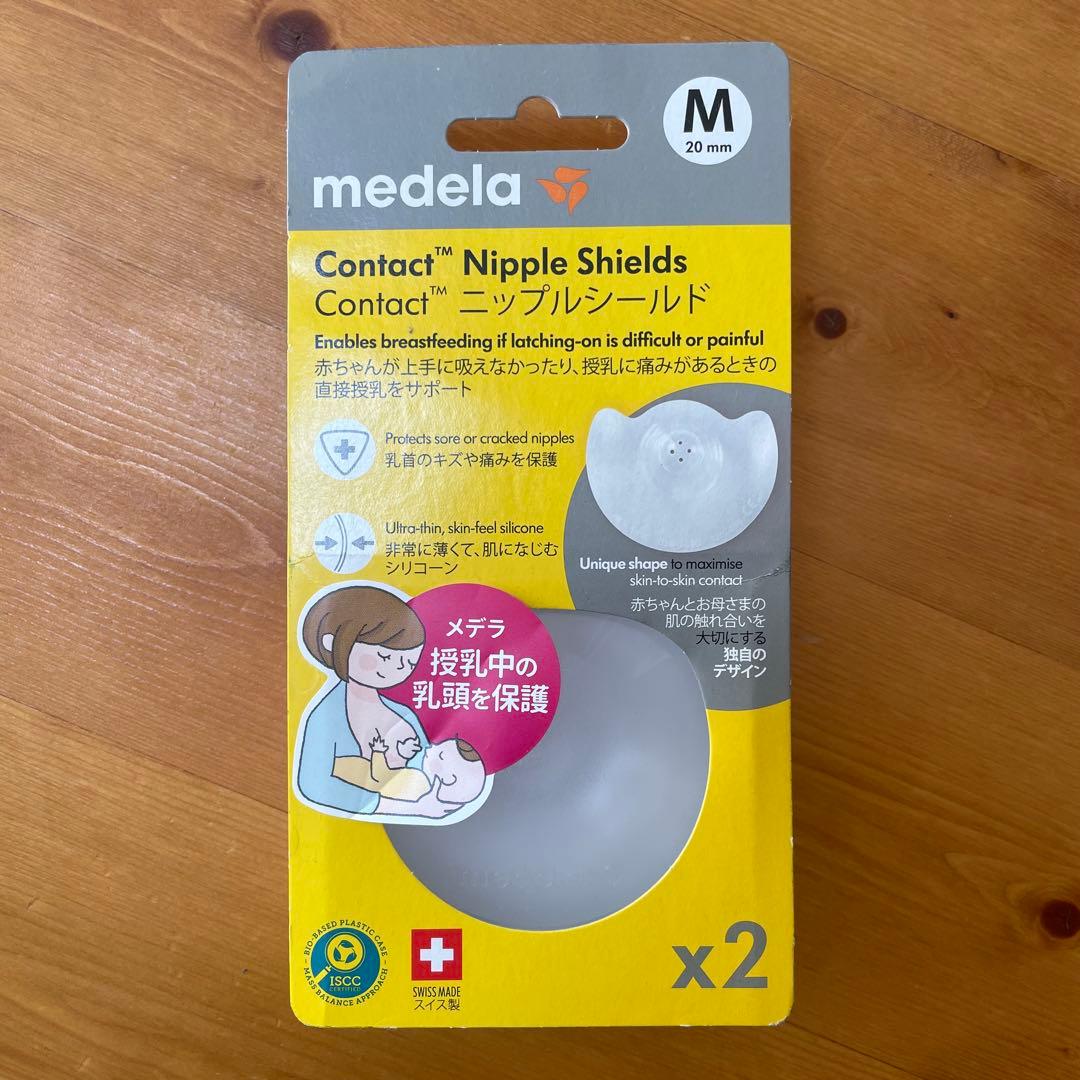 M
20 mm
medela
Contact™ Nipple Shields
Contact™ ニップルシールド
Enables breastfeeding if latching-on is difficult or painful
赤ちゃんが上手に吸えなかったり、授乳に痛みがあるときの
直接授乳をサポート
Protects sore or cracked nipples
乳首のキズや痛みを保護
Ultra-thin, skin-feel silicone
非常に薄くて、肌になじむ
シリコーン
Unique shape to maximise
skin-to-skin contact
赤ちゃんとお母さまの
肌の触れ合いを
大切にする
独自の
デザイン
メデラ
授乳中の
乳頭を保護
BIO-BASED PLASTIC CASE
ISCC
CERTIFIED
MASS BALANCE APPROACH
SWISS MADE
スイス製
x2